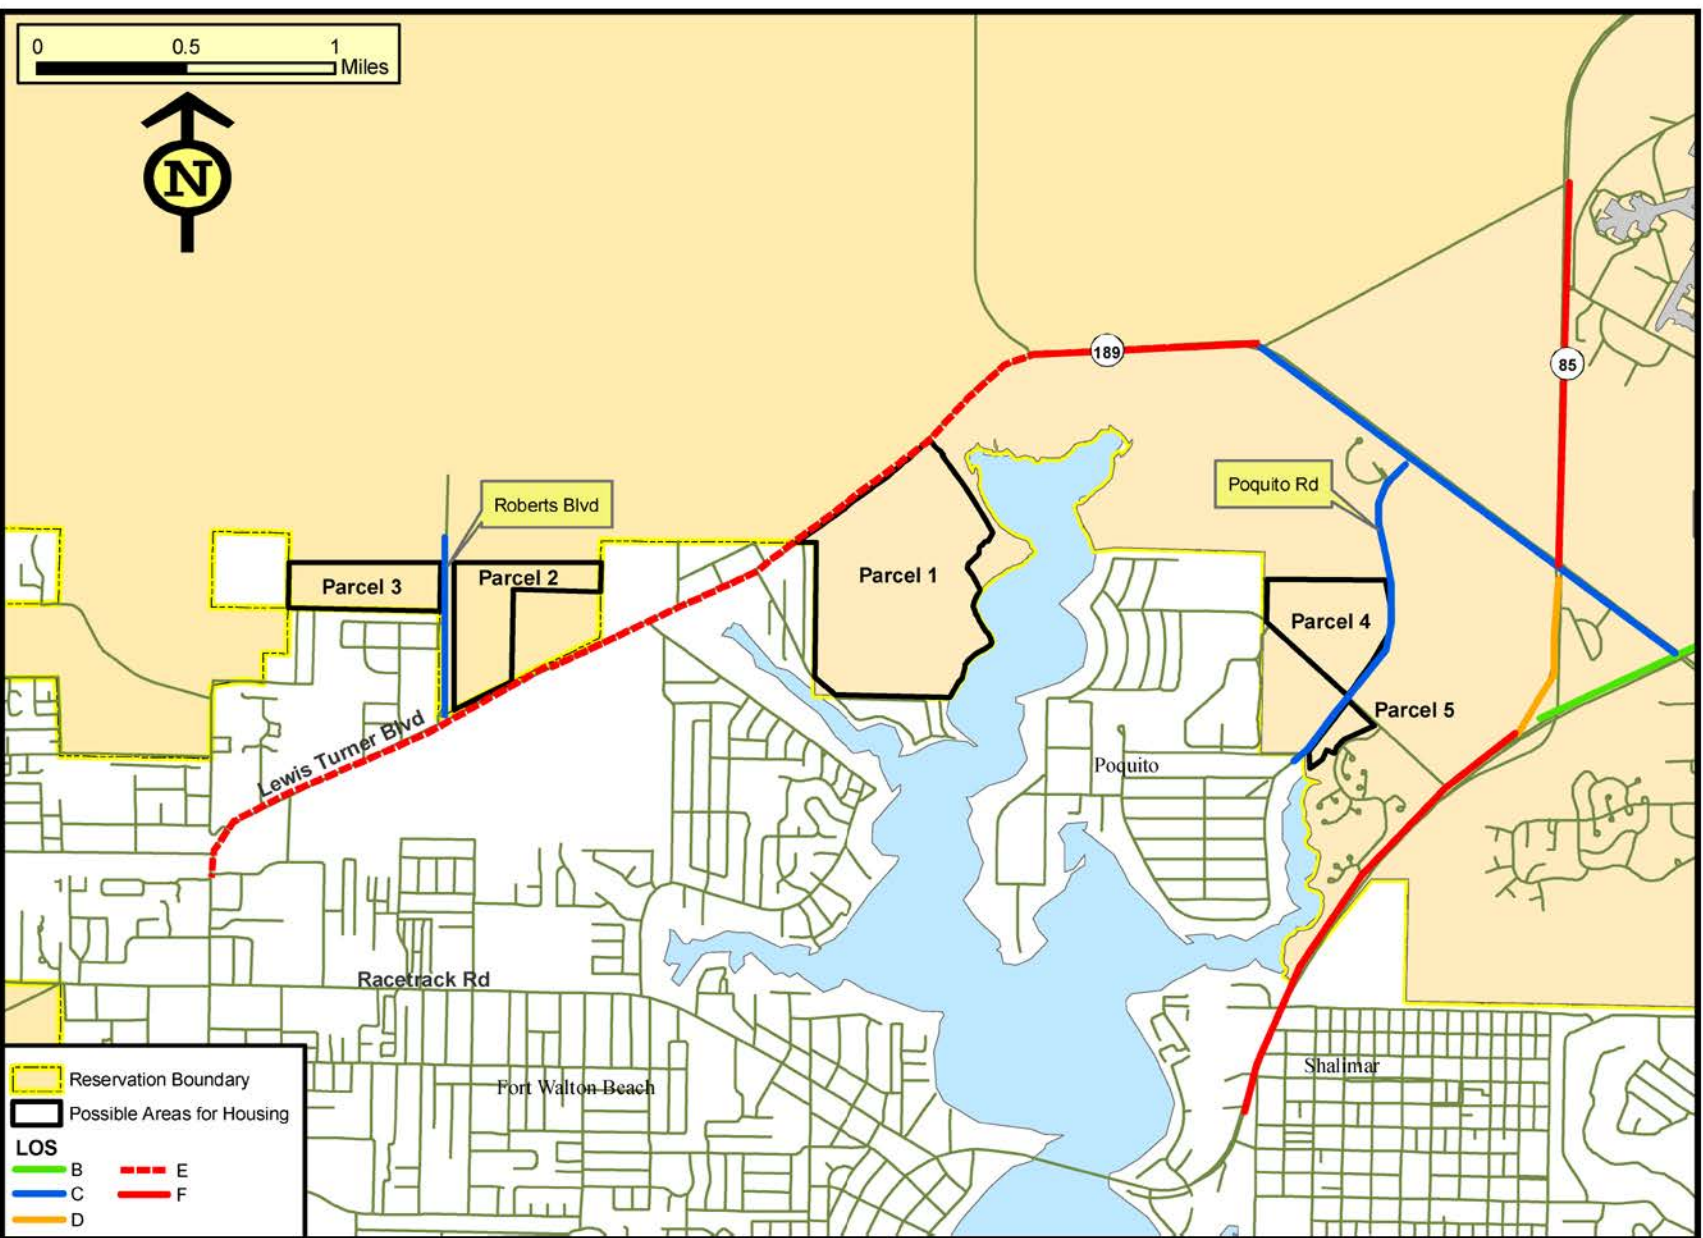 0 0.5 1
Miles
N
189
85
Roberts Blvd
Poquito Rd
Parcel 3
Parcel 2
Parcel 1
Parcel 4
Parcel 5
Lewis Turner Blvd
Poquito
Racetrack Rd
Fort Walton Beach
Shalimar
Reservation Boundary
Possible Areas for Housing
LOS
B E
C F
D